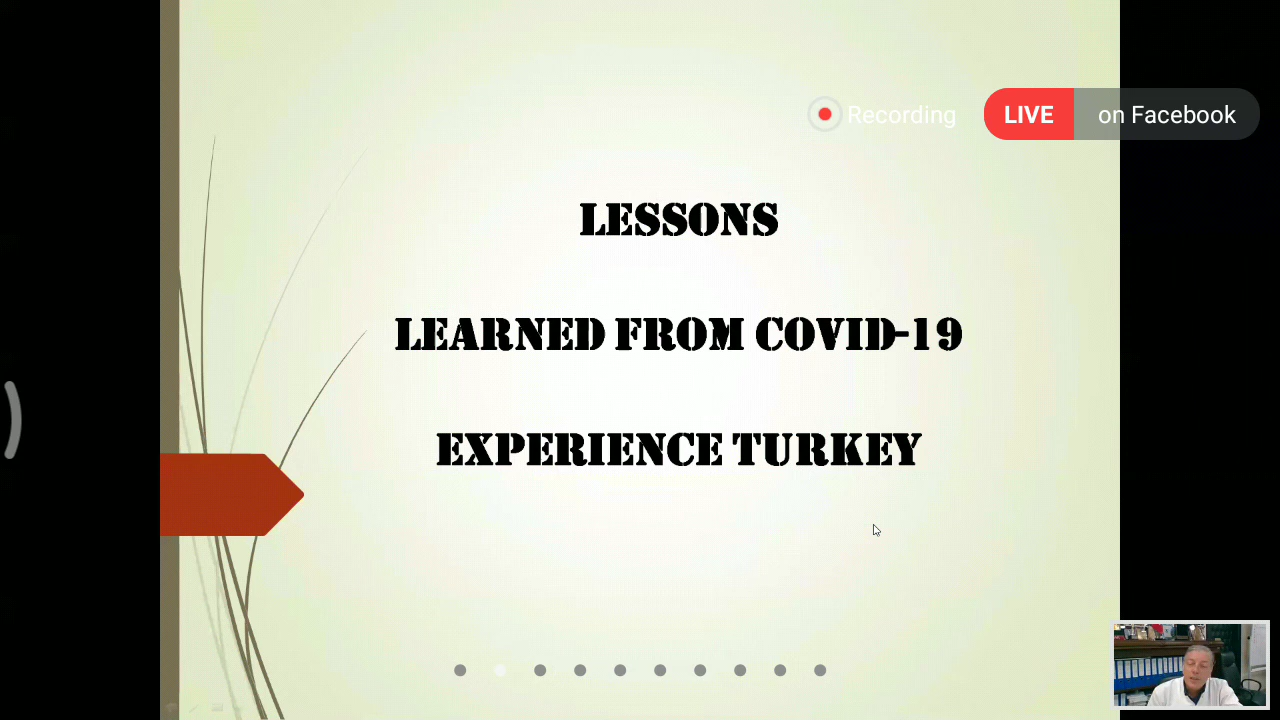 Recording
LIVE on Facebook
LESSONS
LEARNED FROM COVID-19
EXPERIENCE TURKEY